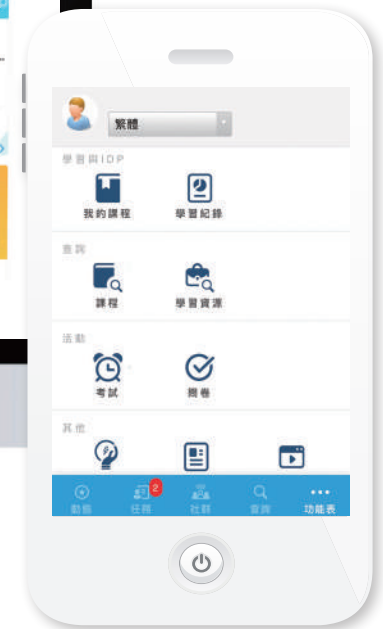 繁體
學習與IDP
我的課程 學習紀錄
查詢
課程 學習資源
活動
考試 問卷
其他
2
動態 任務 社群 查詢 功能表